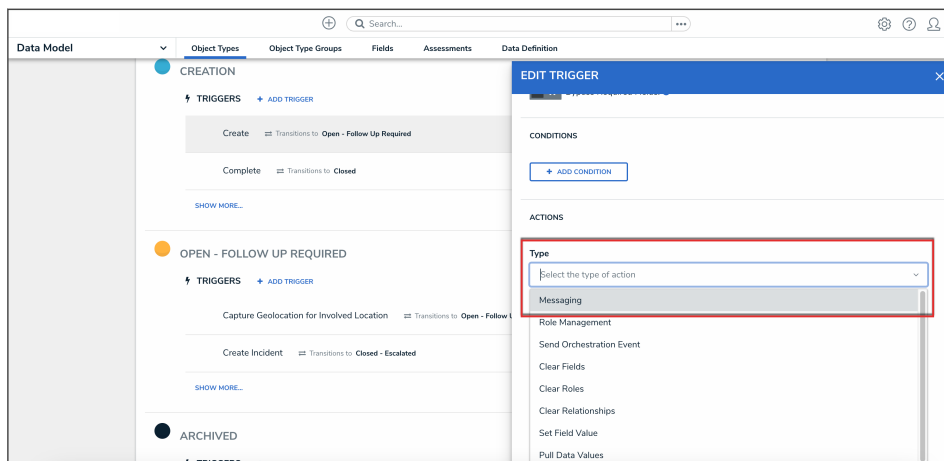 Search...
Data Model
Object Types Object Type Groups Fields Assessments Data Definition
CREATION
TRIGGERS + ADD TRIGGER
Create Transitions to Open - Follow Up Required
Complete Transitions to Closed
SHOW MORE...
OPEN - FOLLOW UP REQUIRED
TRIGGERS + ADD TRIGGER
Capture Geolocation for Involved Location Transitions to Open - Follow
Create Incident Transitions to Closed - Escalated
SHOW MORE...
ARCHIVED
EDIT TRIGGER
CONDITIONS
+ ADD CONDITION
ACTIONS
Type
Select the type of action
Messaging
Role Management
Send Orchestration Event
Clear Fields
Clear Roles
Clear Relationships
Set Field Value
Pull Data Values